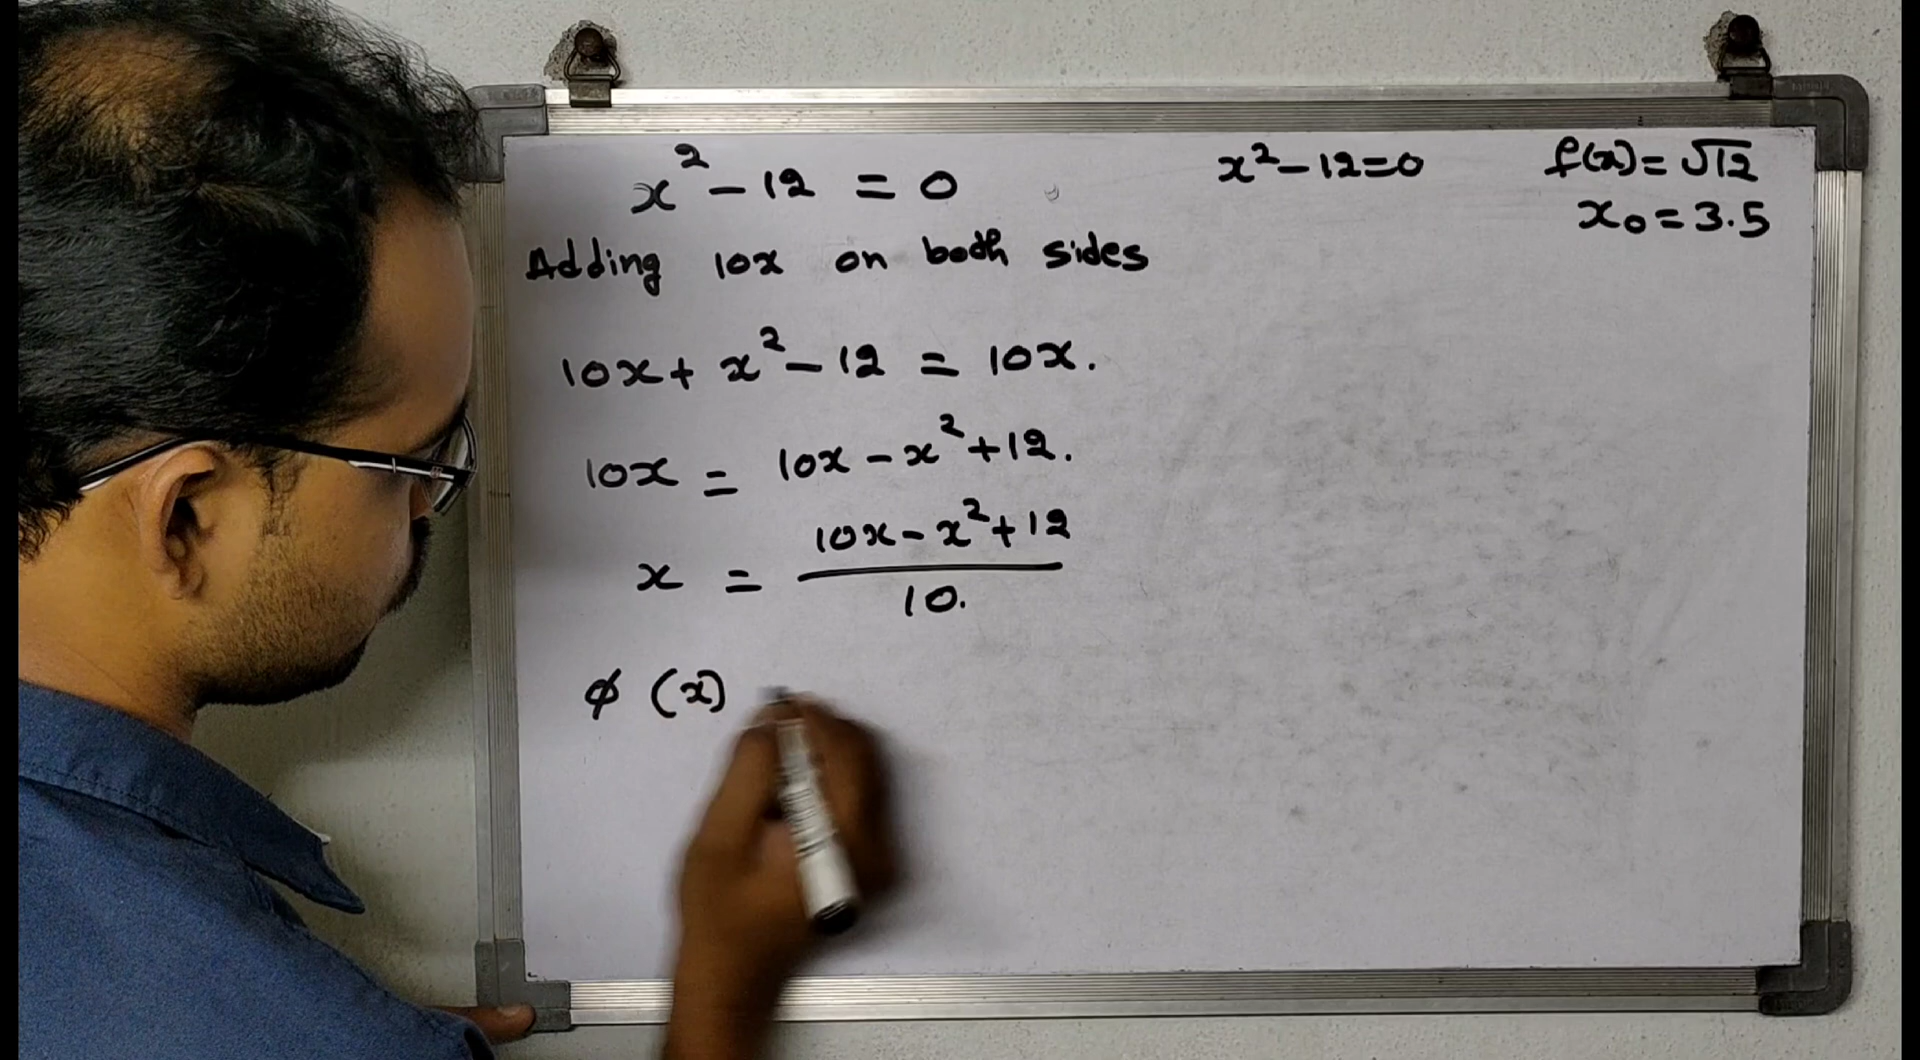 x² - 12 = 0
Adding 10x on both sides
10x + x² - 12 = 10x.
10x = 10x - x² + 12.
x = (10x - x² + 12) / 10.
φ (x)
x² - 12 = 0
f(x) = √12
x₀ = 3.5